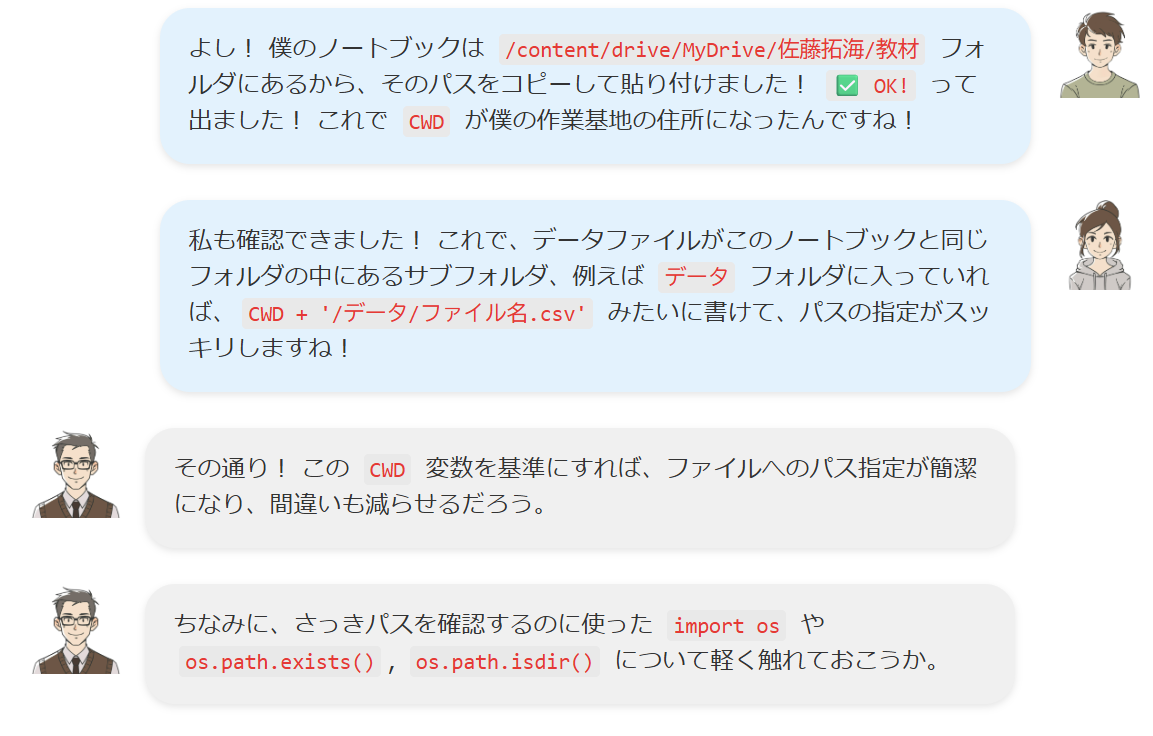 よし！ 僕のノートブックは /content/drive/MyDrive/佐藤拓海/教材 フォ
ルダにあるから、そのパスをコピーして貼り付けました！ ✅ OK! って
出ました！ これで CWD が僕の作業基地の住所になったんですね！
私も確認できました！ これで、データファイルがこのノートブックと同じ
フォルダの中にあるサブフォルダ、例えば データ フォルダに入っていれ
ば、 CWD + '/データ/ファイル名.csv' みたいに書けて、パスの指定がスッ
キリしますね！
その通り！ この CWD 変数を基準にすれば、ファイルへのパス指定が簡潔
になり、間違いも減らせるだろう。
ちなみに、さっきパスを確認するのに使った import os や
os.path.exists() , os.path.isdir() について軽く触れておこうか。